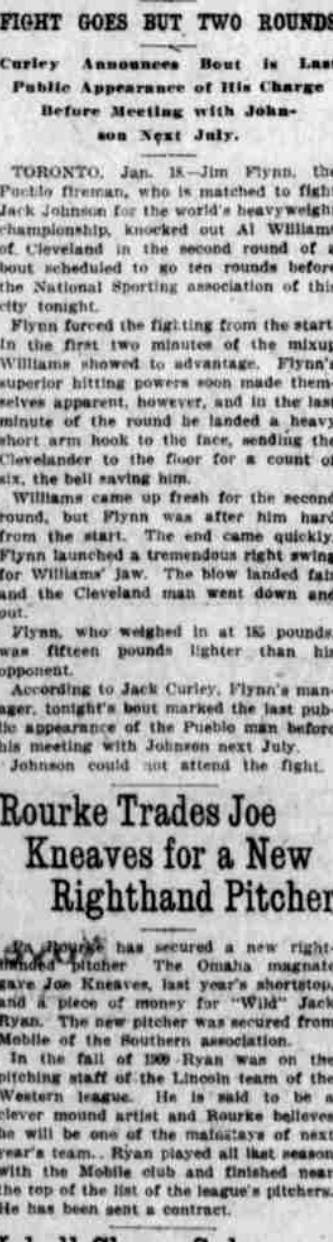 FIGHT GOES BUT TWO ROUNDS
Curley Announces Bout is Last
Public Appearance of His Charge
Before Meeting with John-
son Next July.
TORONTO, Jan. 18.—Jim Flynn, the
Pueblo fireman, who is matched to fight
Jack Johnson for the world's heavyweight
championship, knocked out Al Williams
of Cleveland in the second round of a
bout scheduled to go ten rounds before
the National Sporting association of this
city tonight.
Flynn forced the fighting from the start.
In the first two minutes of the mixup
Williams showed to advantage. Flynn's
superior hitting powers soon made them-
selves apparent, however, and in the last
minute of the round he landed a heavy
short arm hook to the face, sending the
Clevelander to the floor for a count of
six, the bell saving him.
Williams came up fresh for the second
round, but Flynn was after him hard
from the start. The end came quickly.
Flynn launched a tremendous right swing
for Williams' jaw. The blow landed fair
and the Cleveland man went down and
out.
Flynn, who weighed in at 185 pounds,
was fifteen pounds lighter than his
opponent.
According to Jack Curley, Flynn's man-
ager, tonight's bout marked the last pub-
lic appearance of the Pueblo man before
his meeting with Johnson next July.
Johnson could not attend the fight.
Rourke Trades Joe
Kneaves for a New
Righthand Pitcher
Pa Rourke has secured a new right-
handed pitcher The Omaha magnate
gave Joe Kneaves, last year's shortstop,
and a piece of money for "Wild" Jack
Ryan. The new pitcher was secured from
Mobile of the Southern association.
In the fall of 1909 Ryan was on the
pitching staff of the Lincoln team of the
Western league. He is said to be a
clever mound artist and Rourke believes
he will be one of the mainstays of next
year's team. Ryan played all last season
with the Mobile club and finished near
the top of the list of the league's pitchers.
He has been sent a contract.